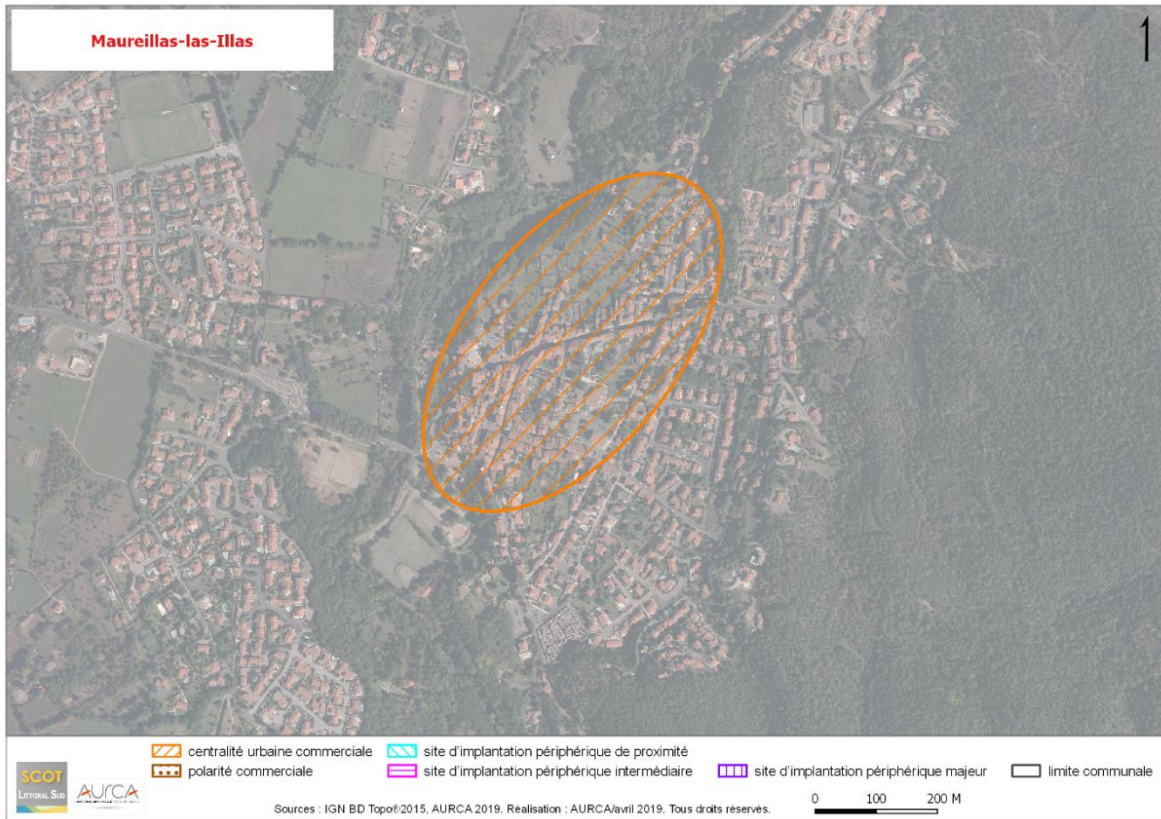 Maureillas-las-Illas
centralité urbaine commerciale
site d'implantation périphérique de proximité
polarité commerciale
site d'implantation périphérique intermédiaire
site d'implantation périphérique majeur
limite communale
SCOT
LITTORAL SUD
AURCA
Sources : IGN BD Topo®2015, AURCA 2019. Réalisation : AURCA/avril 2019. Tous droits réservés.
0 100 200 M